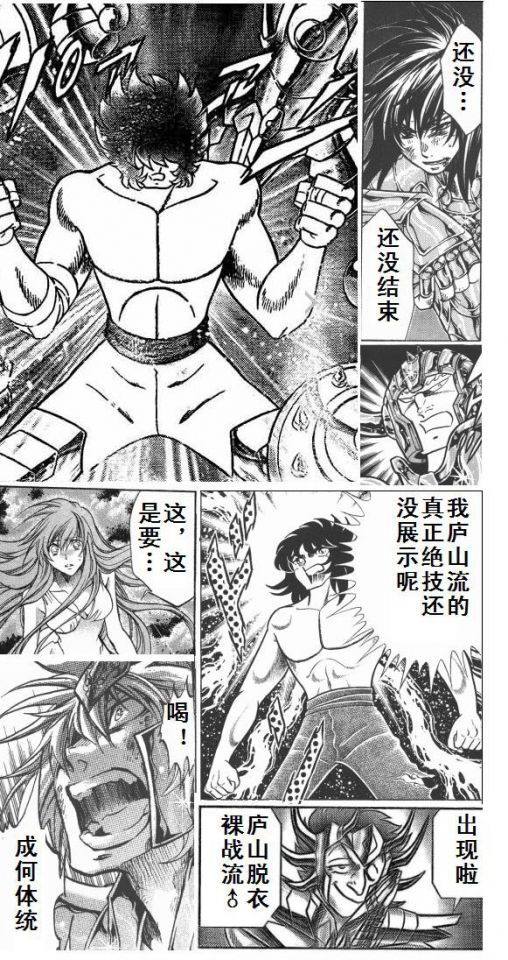 还没…
还没结束
我庐山流的
真正绝技还
没展示呢
这，这
是要…
喝！
成何体统
出现啦
庐山脱衣
裸战流♂